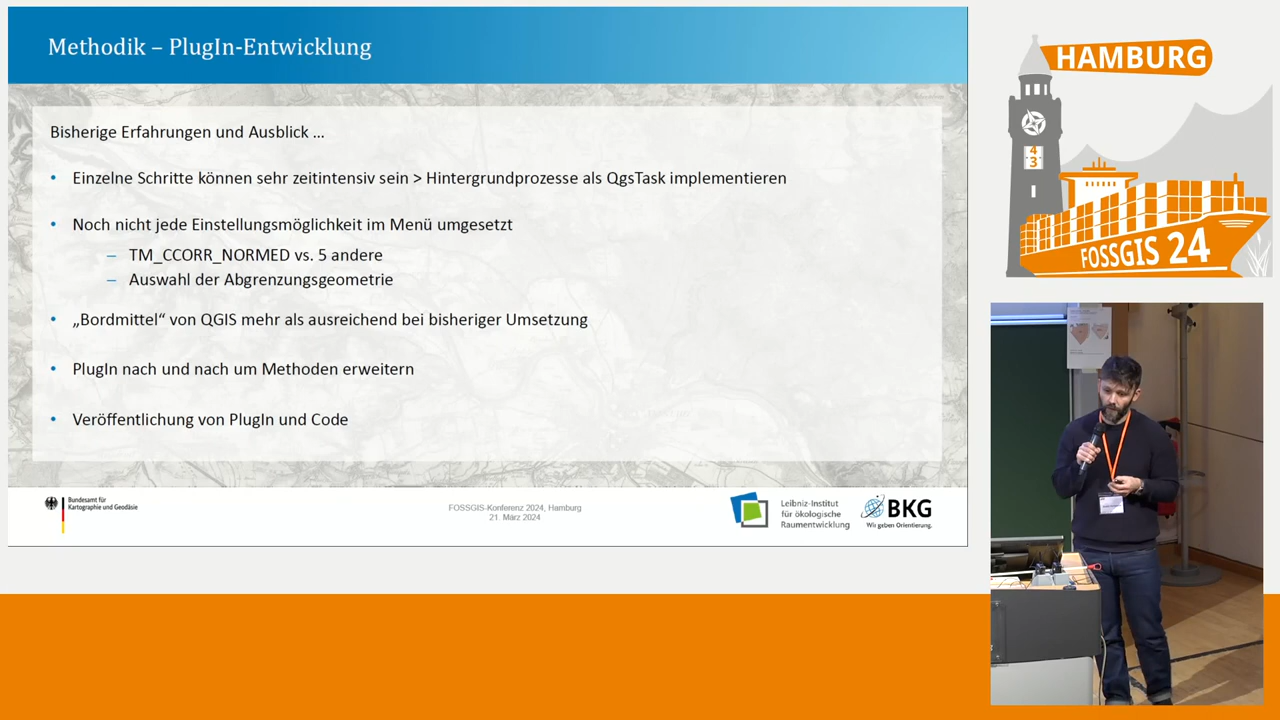 Methodik – PlugIn-Entwicklung
Bisherige Erfahrungen und Ausblick ...
• Einzelne Schritte können sehr zeitintensiv sein > Hintergrundprozesse als QgsTask implementieren
• Noch nicht jede Einstellungsmöglichkeit im Menü umgesetzt
– TM_CCORR_NORMED vs. 5 andere
– Auswahl der Abgrenzungsgeometrie
• „Bordmittel“ von QGIS mehr als ausreichend bei bisheriger Umsetzung
• PlugIn nach und nach um Methoden erweitern
• Veröffentlichung von PlugIn und Code
Bundesamt für
Kartographie und Geodäsie
FOSSGIS-Konferenz 2024, Hamburg
21. März 2024
Leibniz-Institut
für ökologische
Raumentwicklung
BKG
Wir geben Orientierung.
HAMBURG
4
3
FOSSGIS 24